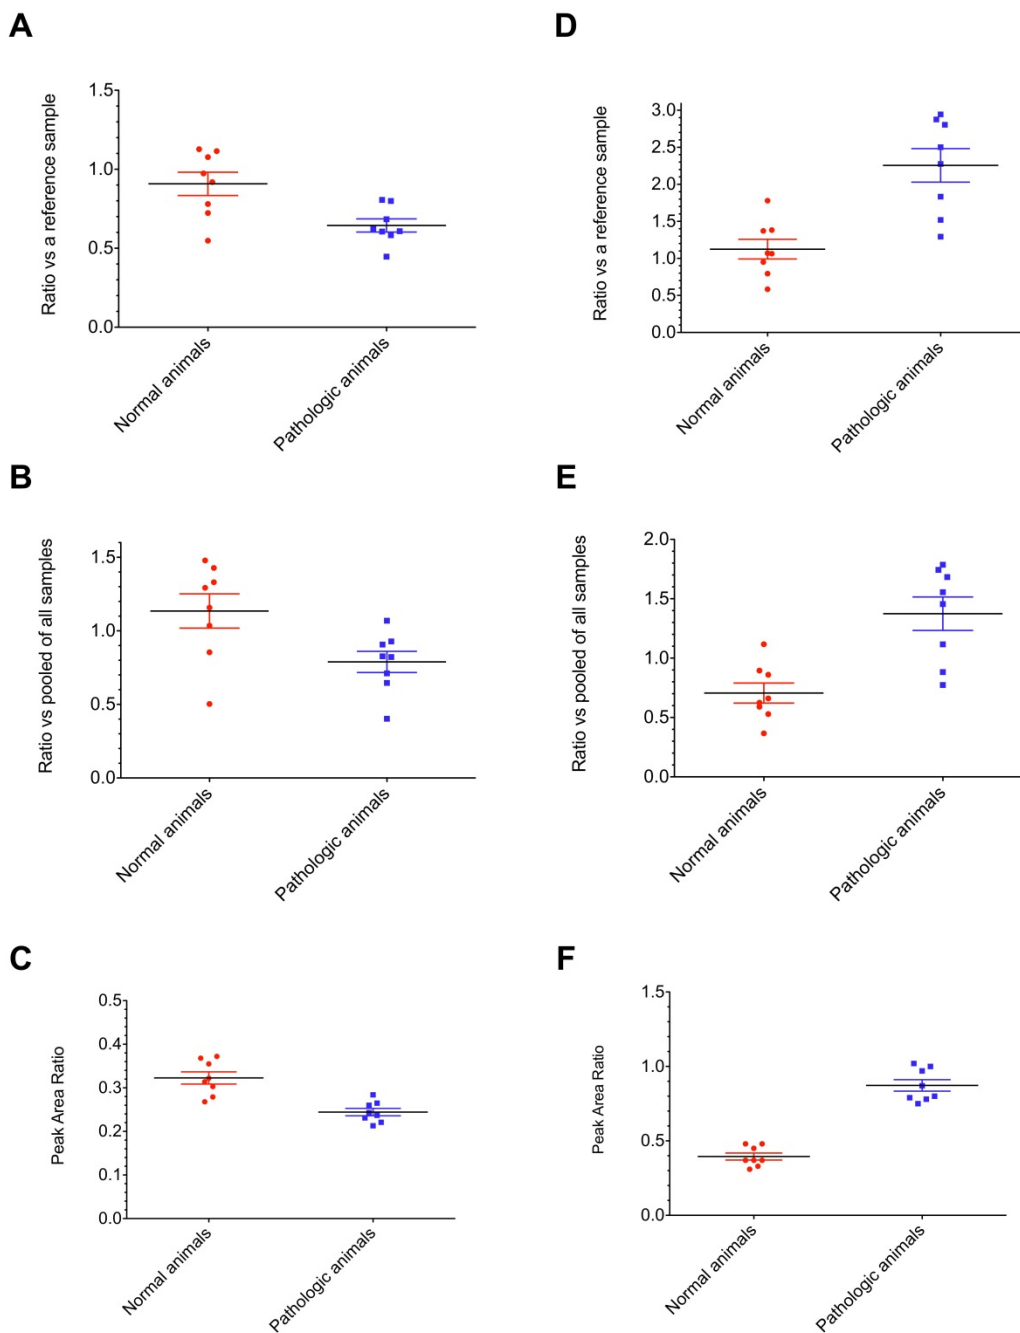 A
Ratio vs a reference sample
1.5
1.0
0.5
0.0
Normal animals
Pathologic animals
D
Ratio vs a reference sample
3.0
2.5
2.0
1.5
1.0
0.5
0.0
Normal animals
Pathologic animals
B
Ratio vs pooled of all samples
1.5
1.0
0.5
0.0
Normal animals
Pathologic animals
E
Ratio vs pooled of all samples
2.0
1.5
1.0
0.5
0.0
Normal animals
Pathologic animals
C
Peak Area Ratio
0.5
0.4
0.3
0.2
0.1
0.0
Normal animals
Pathologic animals
F
Peak Area Ratio
1.5
1.0
0.5
0.0
Normal animals
Pathologic animals